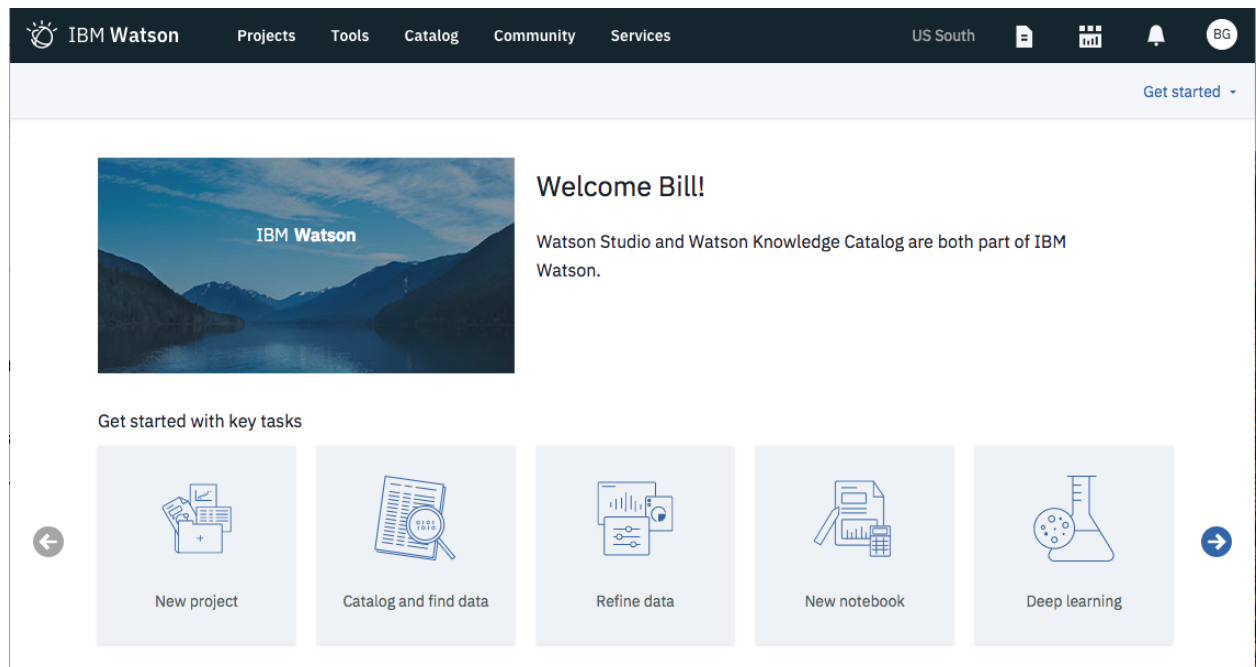 IBM Watson Projects Tools Catalog Community Services US South BG
Get started
IBM Watson
Welcome Bill!
Watson Studio and Watson Knowledge Catalog are both part of IBM
Watson.
Get started with key tasks
0101
1010
New project
Catalog and find data
Refine data
New notebook
Deep learning